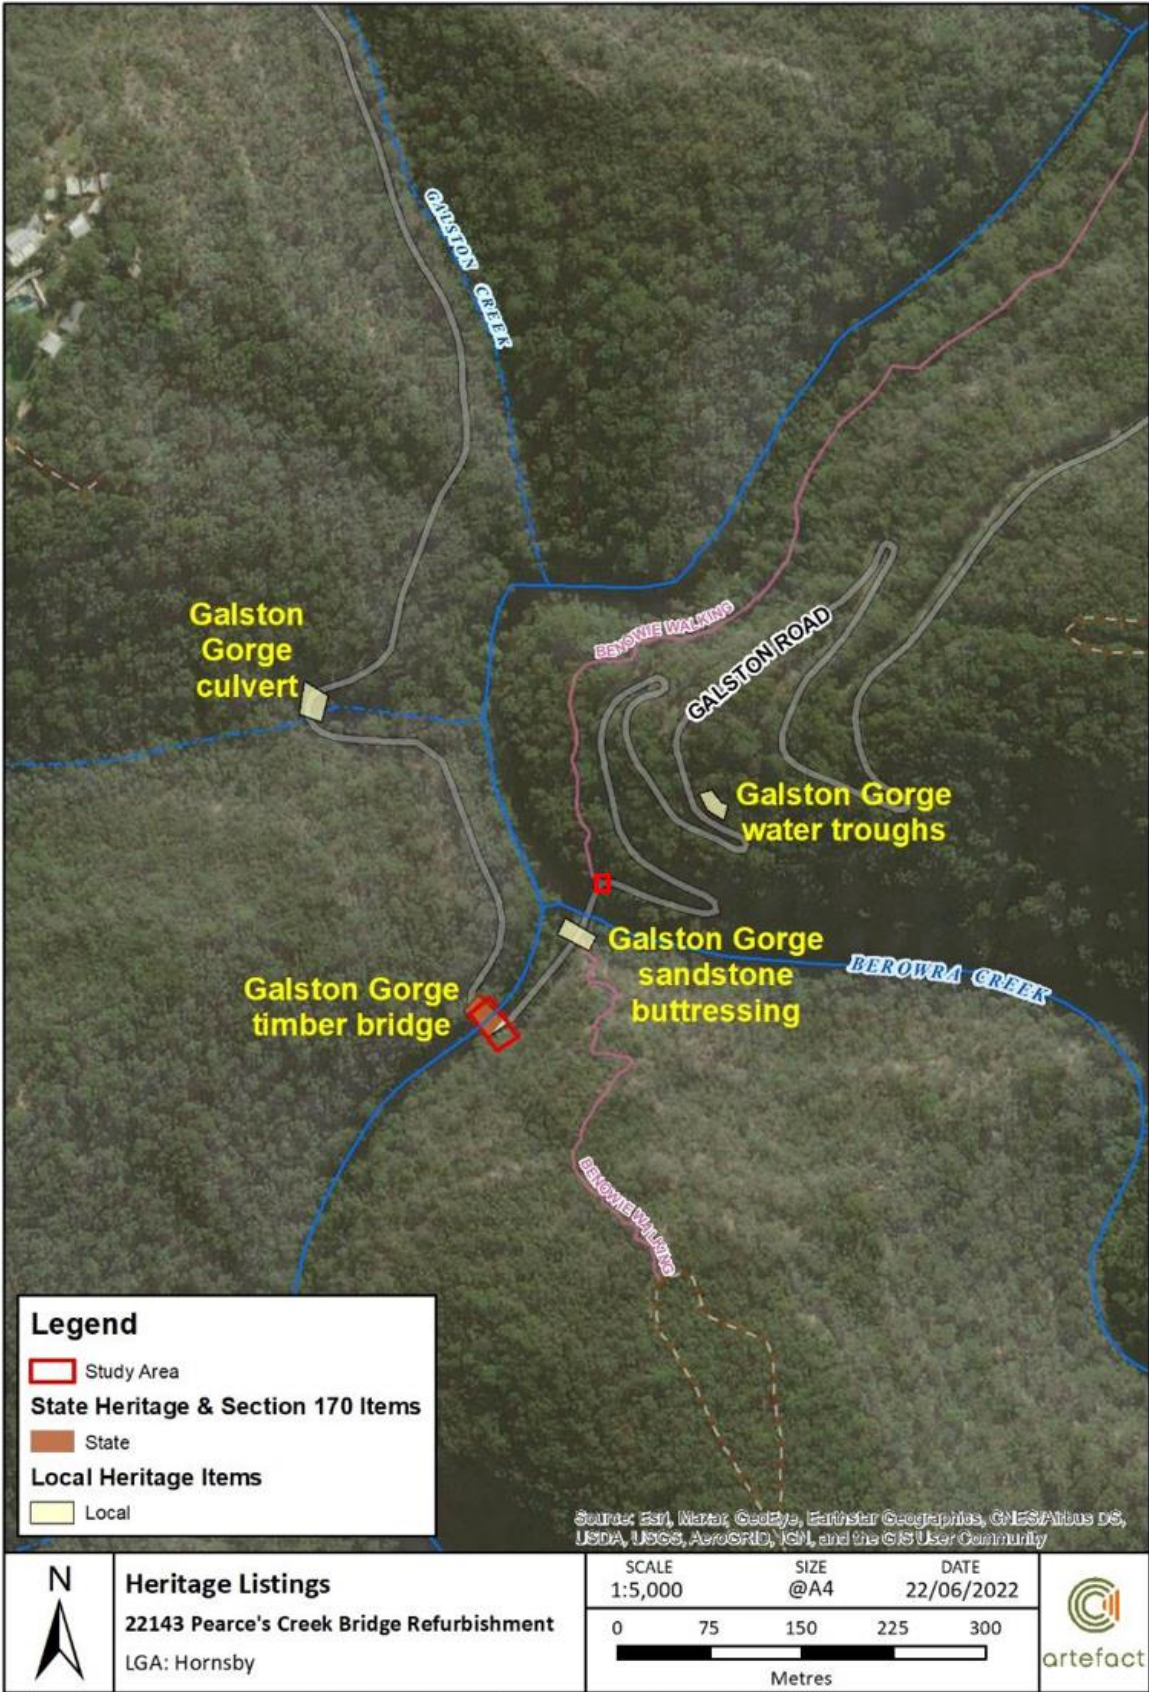 GALSTON CREEK
Galston
Gorge
culvert
BENOWIE WALKING
GALSTON ROAD
Galston Gorge
water troughs
Galston Gorge
sandstone
buttressing
BEROWRA CREEK
Galston Gorge
timber bridge
BENOWIE WALKING
Legend
Study Area
State Heritage & Section 170 Items
State
Local Heritage Items
Local
Source: Esri, Maxar, GeoEye, Earthstar Geographics, CNES/Airbus DS,
USDA, USGS, AeroGRID, IGN, and the GIS User Community
N
Heritage Listings
22143 Pearce's Creek Bridge Refurbishment
LGA: Hornsby
SCALE
1:5,000
SIZE
@A4
DATE
22/06/2022
0 75 150 225 300
Metres
artefact